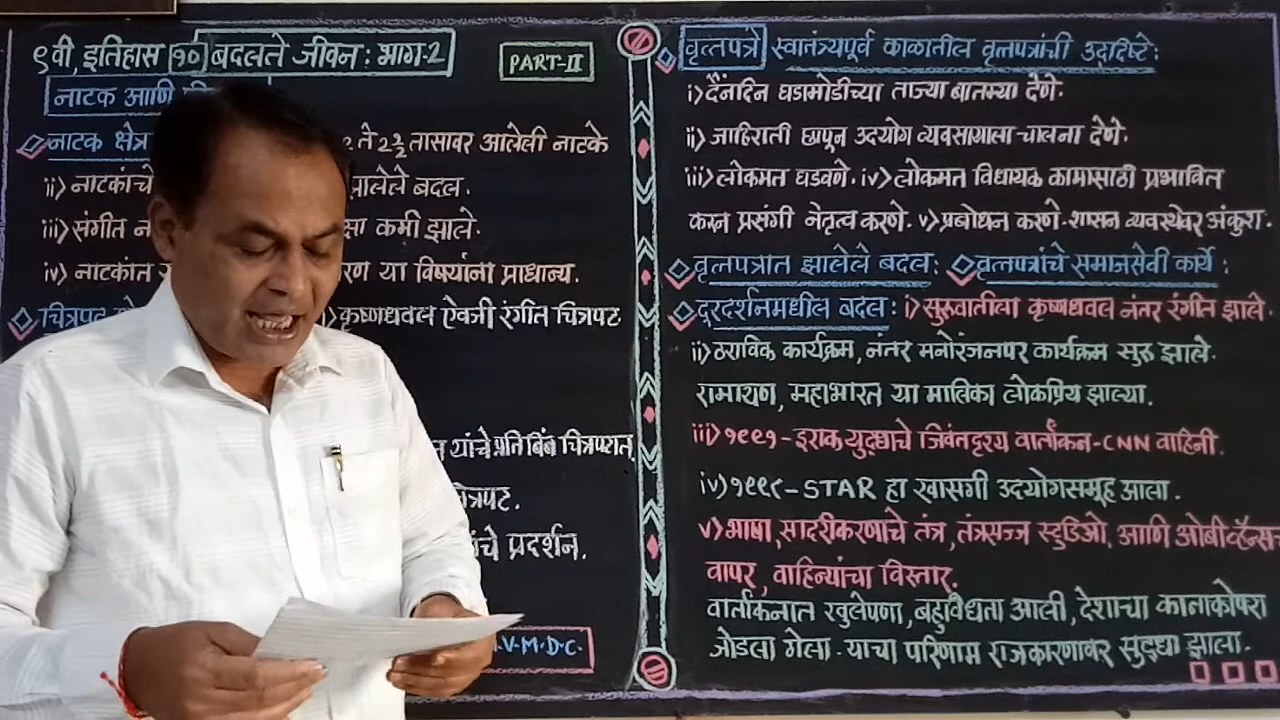 ९वी, इतिहास १०) बदलते जीवन : भाग-2
PART-II
नाटक आणि
नाटक क्षेत्र
२ ते २½ तासावर आलेली नाटके
ii) नाटकांचे
झालेले बदल.
iii) संगीत
कमी झाले.
iv) नाटकांत
या विषयांना प्राधान्य.
चित्रपट
कृष्णधवल ऐवजी रंगीत चित्रपट
यांचे प्रतिबिंब चित्रपटात.
चित्रपट.
प्रदर्शन.
V·M·D·C·
वृत्तपत्रे स्वातंत्र्यपूर्व काळातील वृत्तपत्रांची उद्दीष्टे:
i) दैनंदिन घडामोडीच्या ताज्या बातम्या देणे.
ii) जाहिराती छापून उद्योग व्यवसायाला चालना देणे.
iii) लोकमत घडवणे. iv) लोकमत विधायक कामासाठी प्रभावित
करून प्रसंगी नेतृत्व करणे. v) प्रबोधन करणे. शासन व्यवस्थेवर अंकुश.
वृत्तपत्रात झालेले बदल: वृत्तपत्रांचे समाजसेवी कार्ये :
दूरदर्शनमधील बदल: i) सुरुवातीला कृष्णधवल नंतर रंगीत झाले.
ii) ठराविक कार्यक्रम, नंतर मनोरंजनपर कार्यक्रम सुरू झाले.
रामायण, महाभारत या मालिका लोकप्रिय झाल्या.
iii) १९९१-इराक युद्धाचे जिवंतदृश्य वार्तांकन-CNN वाहिनी.
iv) १९९८-STAR हा खासगी उद्योगसमूह आला.
v) भाषा, सादरीकरणाचे तंत्र, तंत्रसज्ज स्टुडिओ, आणि ओबी व्हॅन्स
वापर, वाहिन्यांचा विस्तार.
वार्तांकनात खुलेपणा, बहुविधता आली, देशाचा कानाकोपरा
जोडला गेला. याचा परिणाम राजकारणावर सुद्धा झाला.